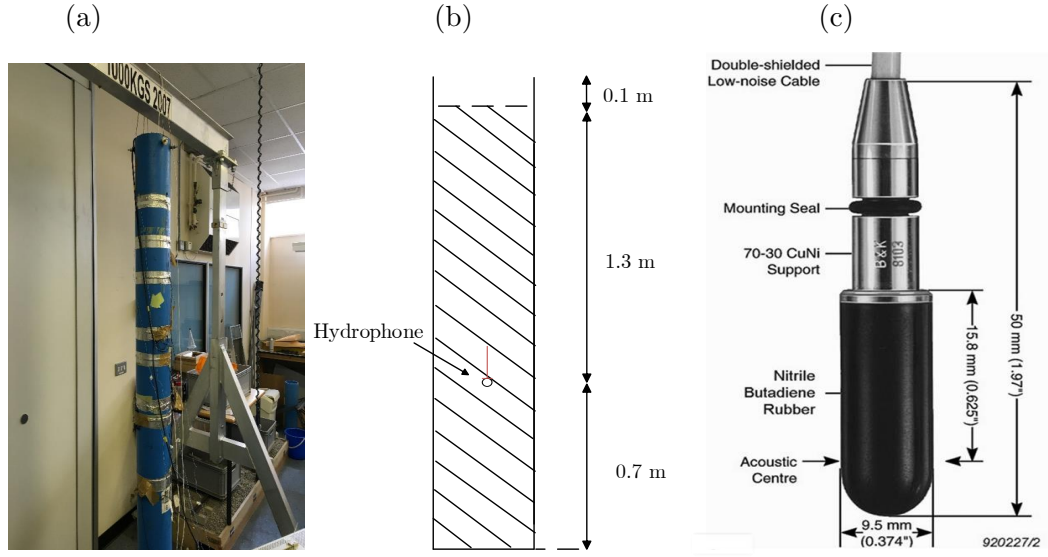 (a)
(b)
(c)
1000KGS 2007
0.1 m
1.3 m
Hydrophone
0.7 m
Double-shielded
Low-noise Cable
Mounting Seal
70-30 CuNi
Support
B&K
8103
Nitrile
Butadiene
Rubber
Acoustic
Centre
15.8 mm (0.625")
50 mm (1.97")
9.5 mm
(0.374")
920227/2